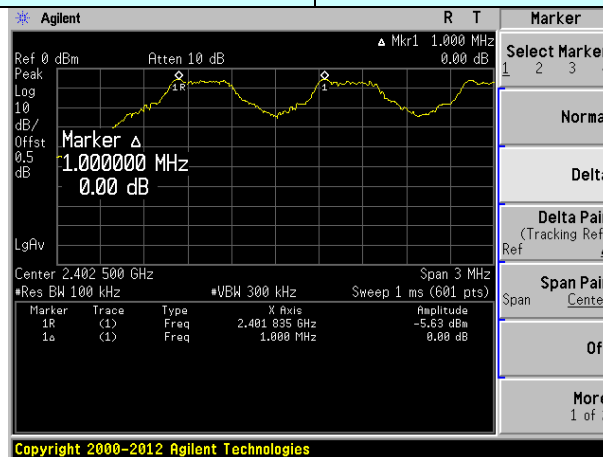 Agilent R T
Δ Mkr1 1.000 MHz
Ref 0 dBm Atten 10 dB 0.00 dB
Peak
Log
10
dB/
Offst
0.5
dB
LgAv
1R
1
Marker Δ
1.000000 MHz
0.00 dB
Center 2.402 500 GHz Span 3 MHz
#Res BW 100 kHz #VBW 300 kHz Sweep 1 ms (601 pts)
Marker Trace Type X Axis Amplitude
1R (1) Freq 2.401 835 GHz -5.63 dBm
1Δ (1) Freq 1.000 MHz 0.00 dB
Copyright 2000-2012 Agilent Technologies
Marker
Select Marker
1 2 3
Norma
Delta
Delta Pair
(Tracking Ref
Ref
Span Pair
Span Center
Of
More
1 of